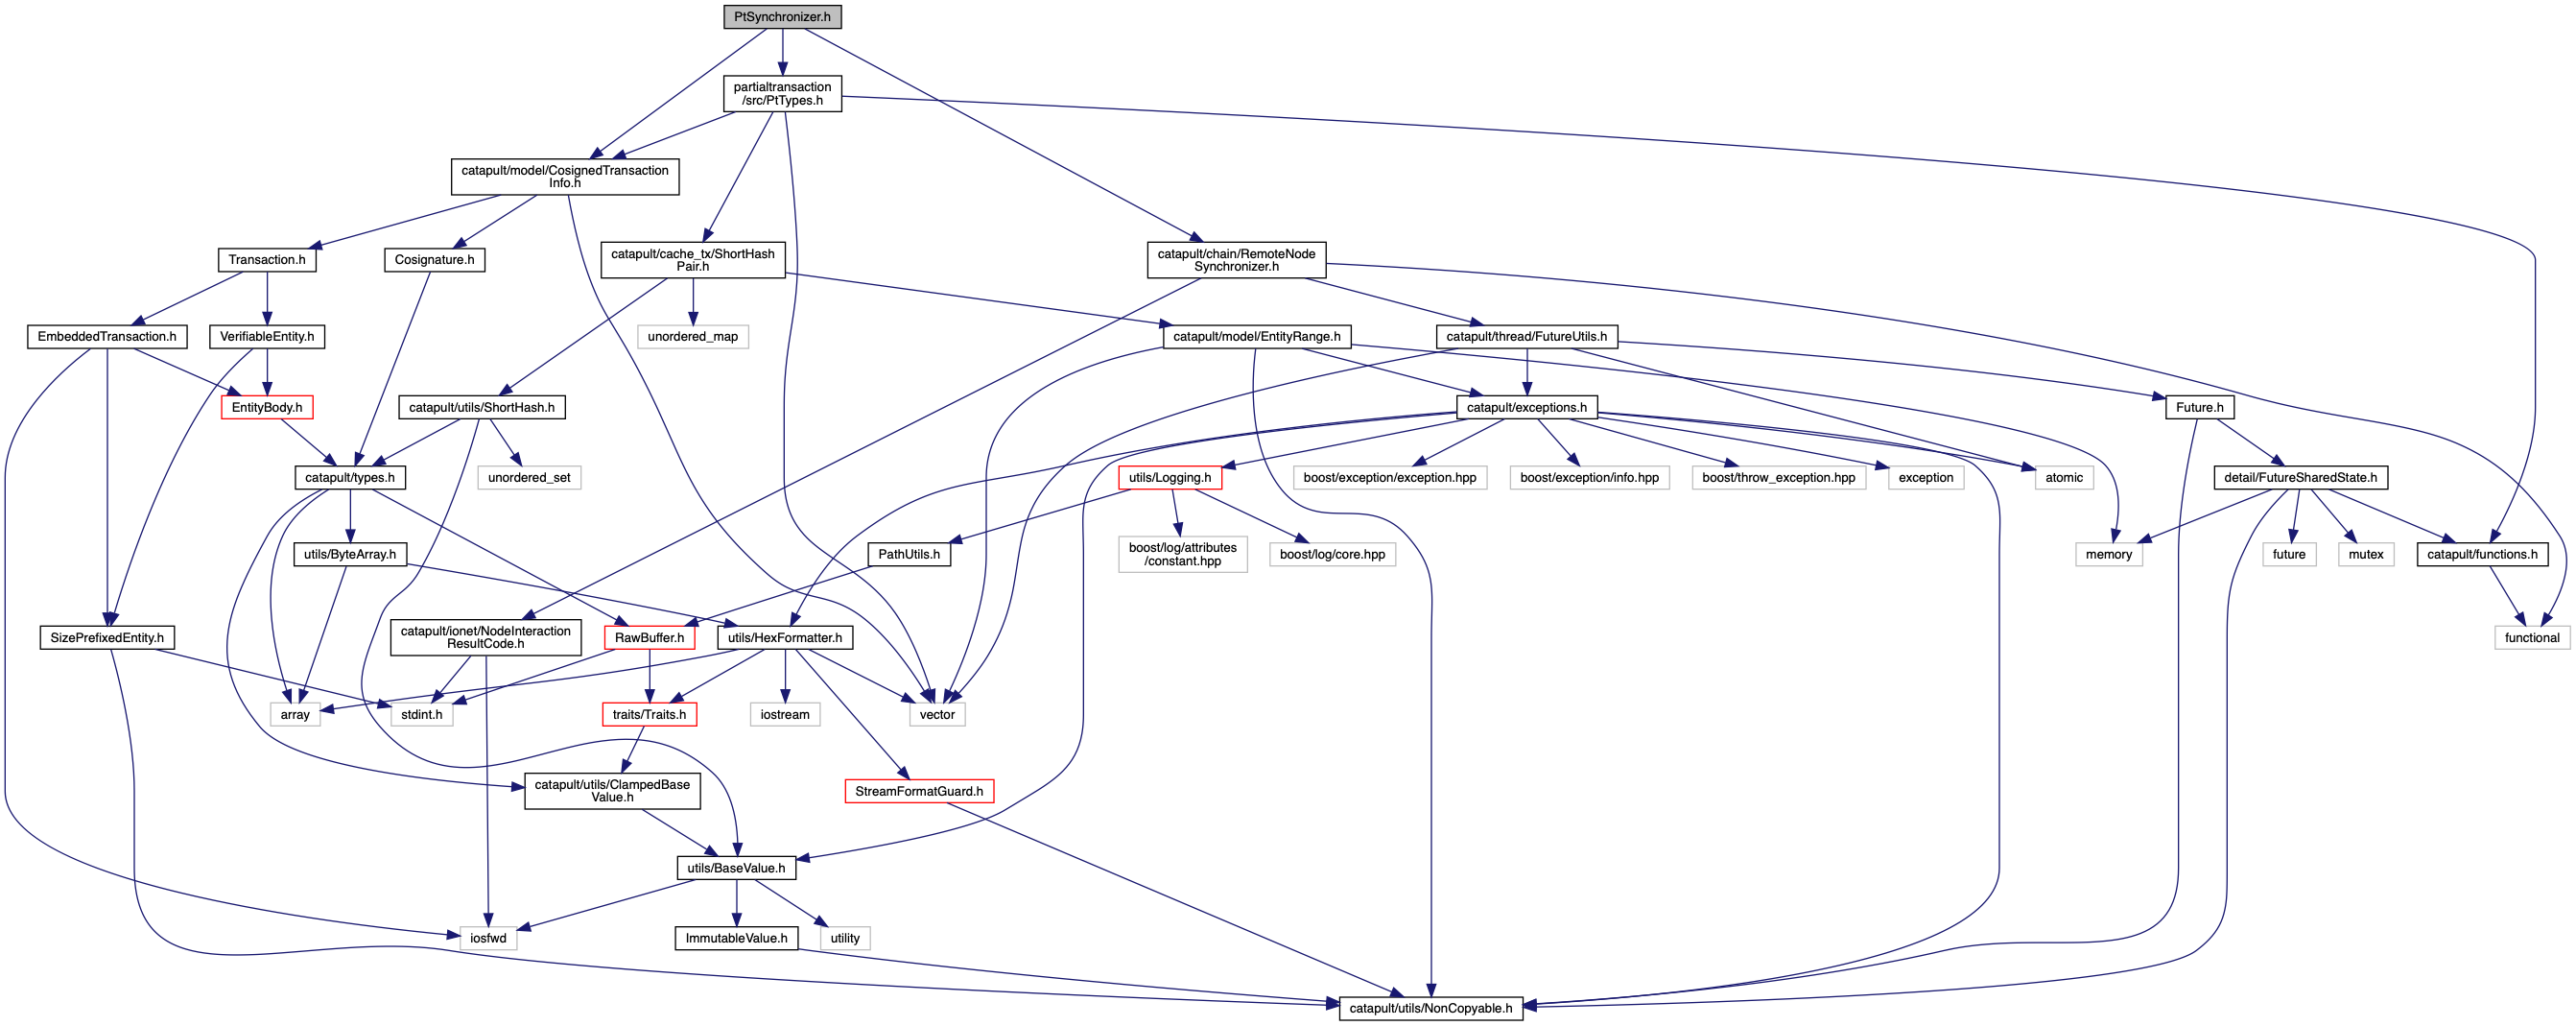 PtSynchronizer.h
partialtransaction
/src/PtTypes.h
catapult/model/CosignedTransaction
Info.h
Transaction.h
Cosignature.h
catapult/cache_tx/ShortHash
Pair.h
catapult/chain/RemoteNode
Synchronizer.h
EmbeddedTransaction.h
VerifiableEntity.h
unordered_map
catapult/model/EntityRange.h
catapult/thread/FutureUtils.h
EntityBody.h
catapult/utils/ShortHash.h
catapult/exceptions.h
Future.h
catapult/types.h
unordered_set
utils/Logging.h
boost/exception/exception.hpp
boost/exception/info.hpp
boost/throw_exception.hpp
exception
atomic
detail/FutureSharedState.h
utils/ByteArray.h
PathUtils.h
boost/log/attributes
/constant.hpp
boost/log/core.hpp
memory
future
mutex
catapult/functions.h
SizePrefixedEntity.h
catapult/ionet/NodeInteraction
ResultCode.h
RawBuffer.h
utils/HexFormatter.h
functional
array
stdint.h
traits/Traits.h
iostream
vector
catapult/utils/ClampedBase
Value.h
StreamFormatGuard.h
utils/BaseValue.h
iosfwd
ImmutableValue.h
utility
catapult/utils/NonCopyable.h